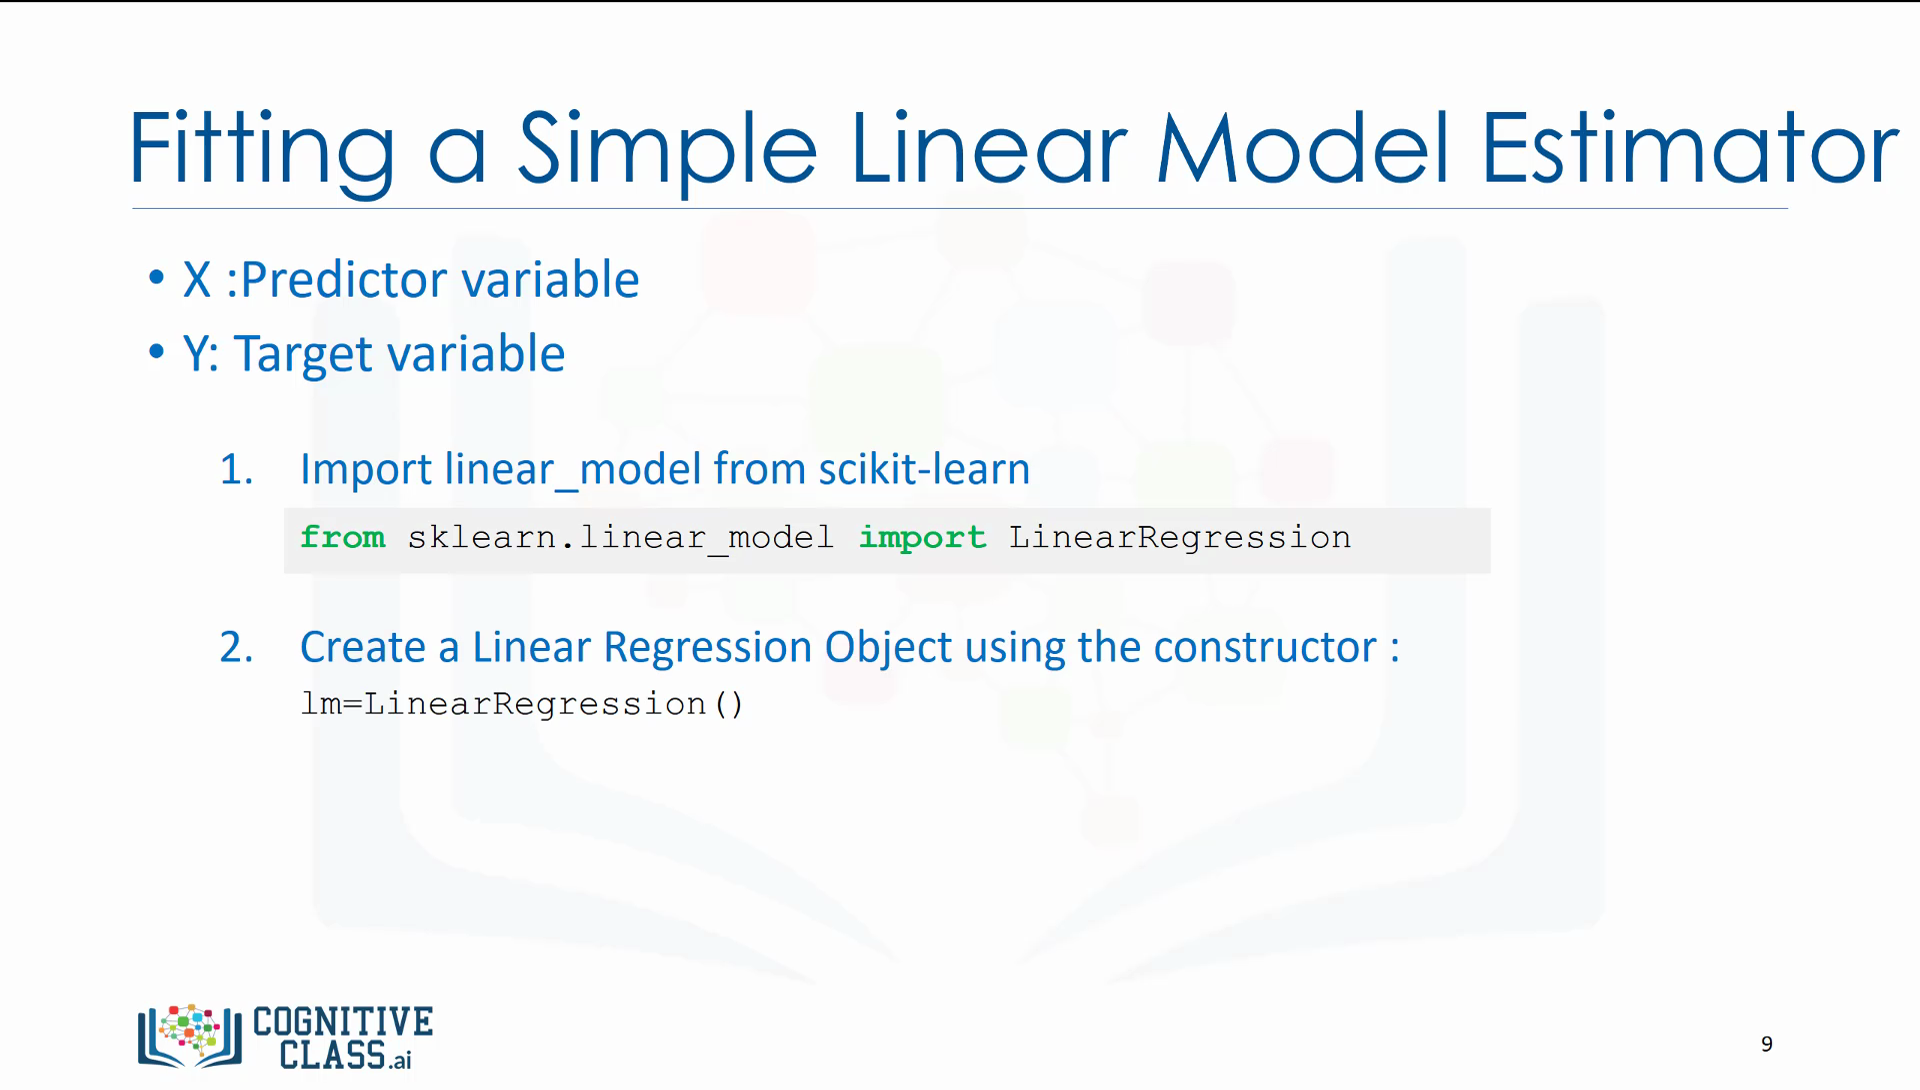 Fitting a Simple Linear Model Estimator
• X :Predictor variable
• Y: Target variable
1. Import linear_model from scikit-learn
from sklearn.linear_model import LinearRegression
2. Create a Linear Regression Object using the constructor :
lm=LinearRegression()
COGNITIVE
CLASS.ai
9